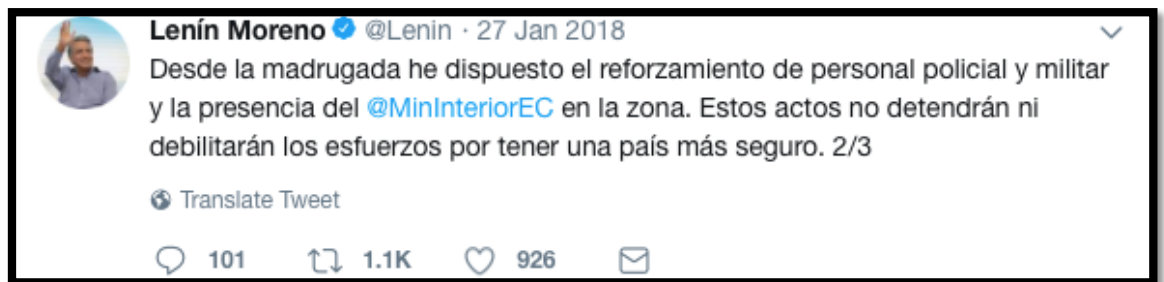 Lenín Moreno @Lenin · 27 Jan 2018
Desde la madrugada he dispuesto el reforzamiento de personal policial y militar
y la presencia del @MinInteriorEC en la zona. Estos actos no detendrán ni
debilitarán los esfuerzos por tener una país más seguro. 2/3
Translate Tweet
101 1.1K 926